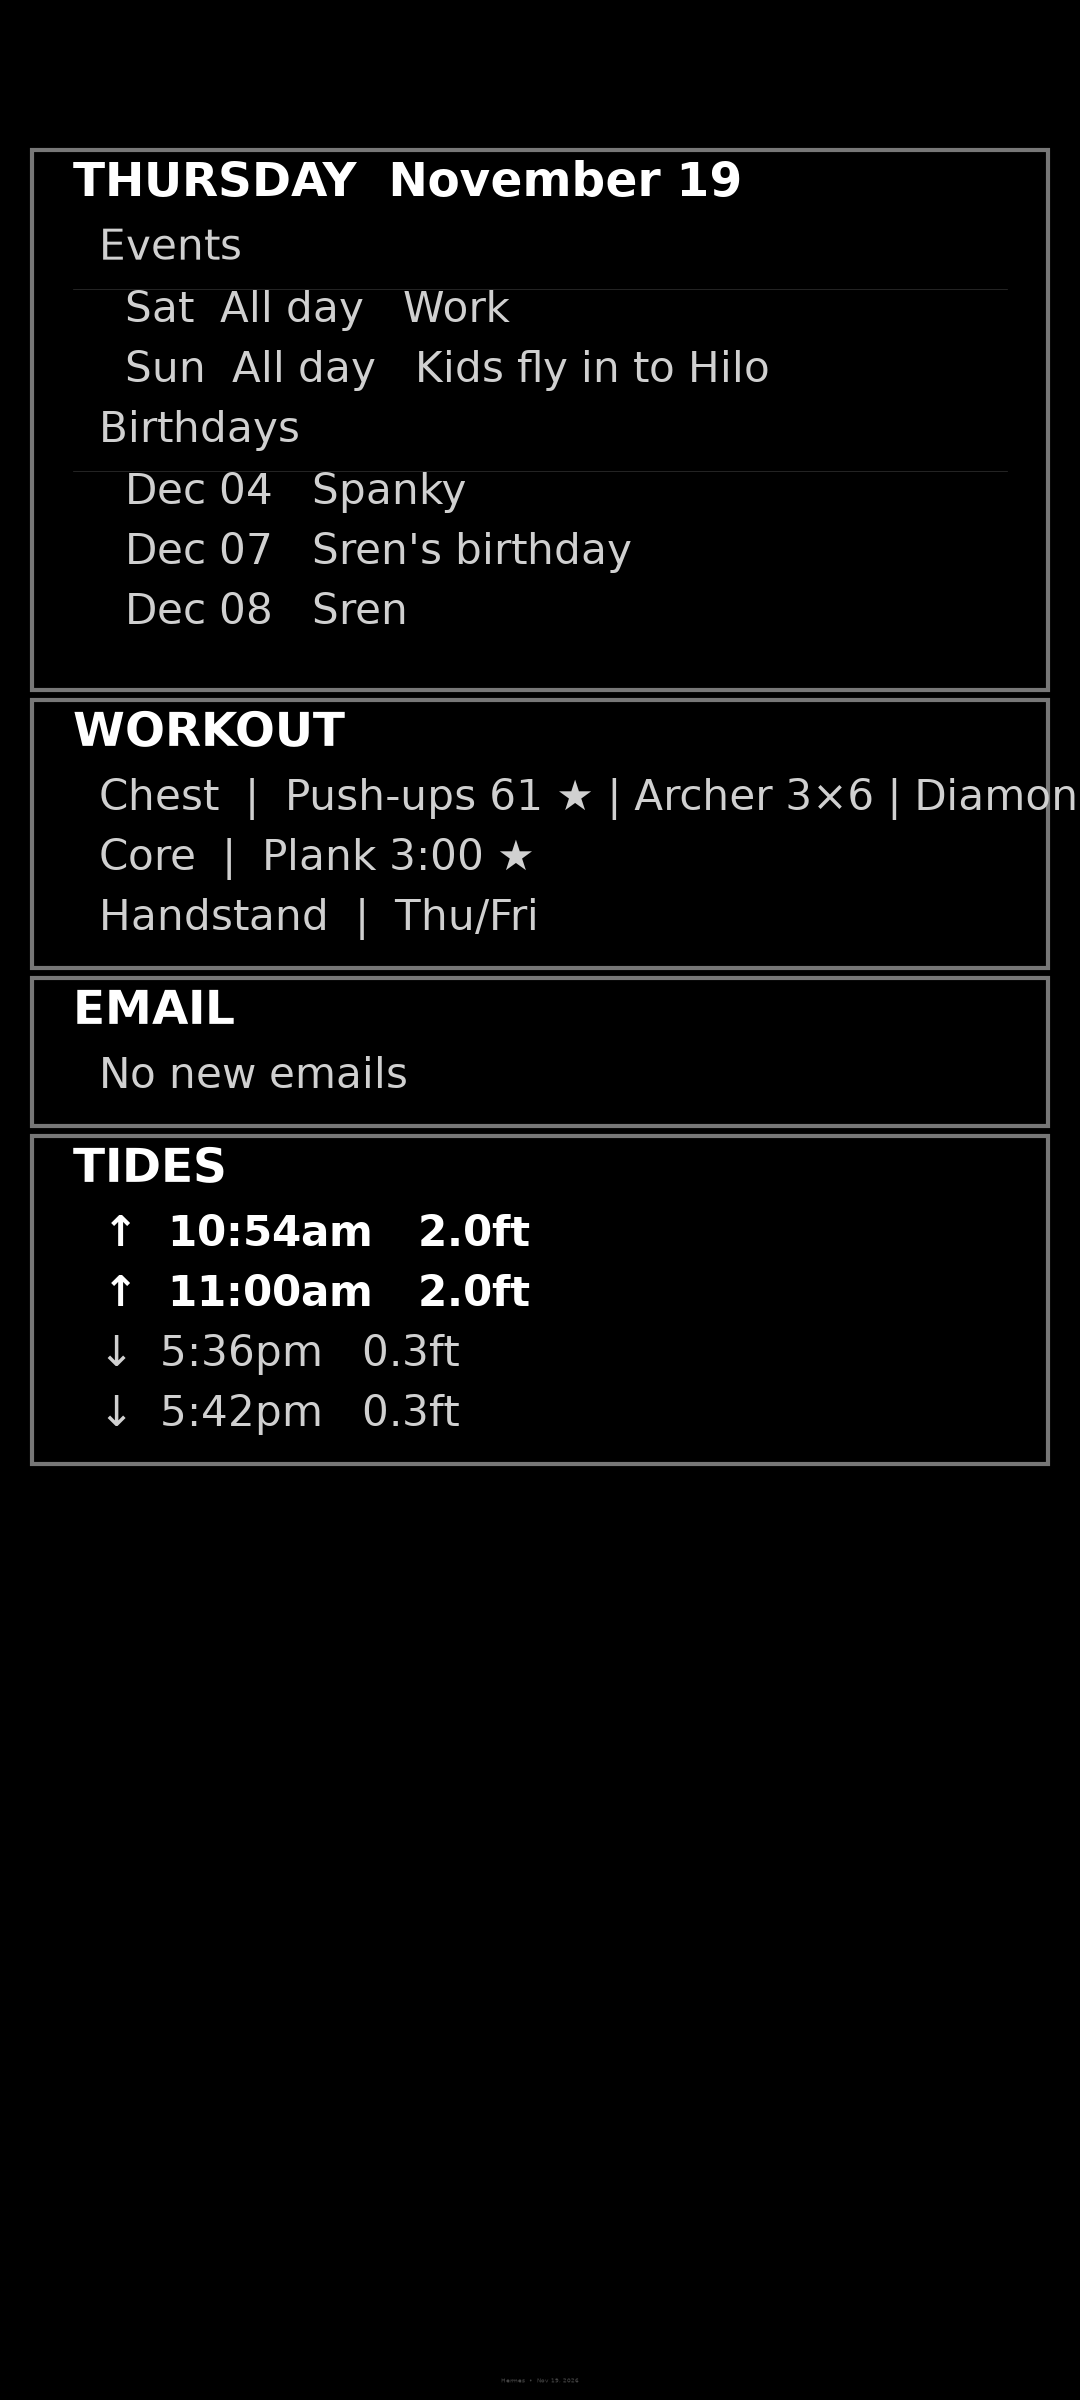 THURSDAY  November 19
Events
Sat  All day   Work
Sun  All day   Kids fly in to Hilo
Birthdays
Dec 04   Spanky
Dec 07   Sren's birthday
Dec 08   Sren
WORKOUT
Chest  |  Push-ups 61 ★ | Archer 3×6 | Diamon
Core  |  Plank 3:00 ★
Handstand  |  Thu/Fri
EMAIL
No new emails
TIDES
↑  10:54am   2.0ft
↑  11:00am   2.0ft
↓  5:36pm   0.3ft
↓  5:42pm   0.3ft
• Nov 19, 2026